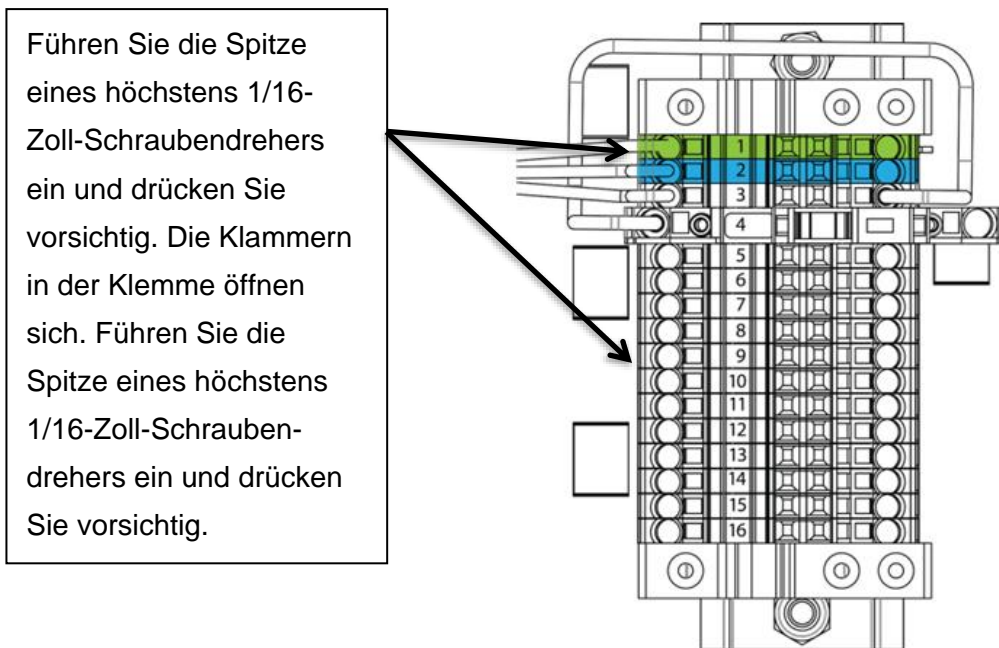 Führen Sie die Spitze
eines höchstens 1/16-
Zoll-Schraubendrehers
ein und drücken Sie
vorsichtig. Die Klammern
in der Klemme öffnen
sich. Führen Sie die
Spitze eines höchstens
1/16-Zoll-Schrauben-
drehers ein und drücken
Sie vorsichtig.
1
2
3
4
5
6
7
8
9
10
11
12
13
14
15
16